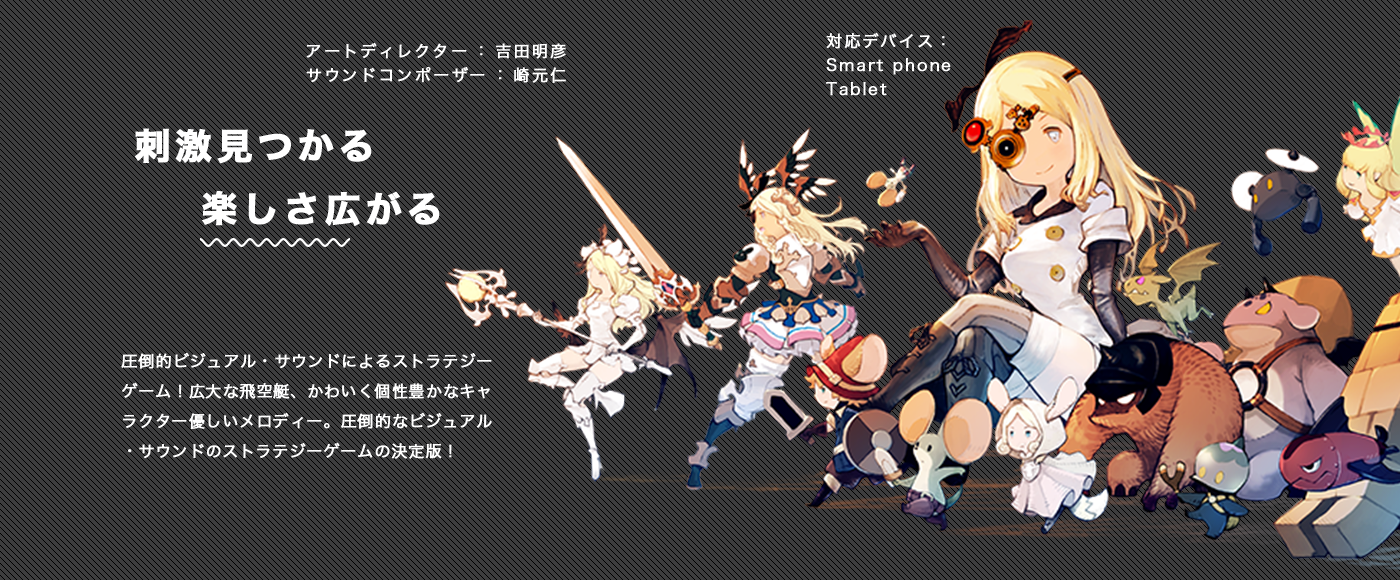 アートディレクター : 吉田明彦
サウンドコンポーザー : 崎元仁
対応デバイス :
Smart phone
Tablet
刺激見つかる
楽しさ広がる
圧倒的ビジュアル・サウンドによるストラテジー
ゲーム！広大な飛空艇、かわいく個性豊かなキャ
ラクター優しいメロディー。圧倒的なビジュアル
・サウンドのストラテジーゲームの決定版！